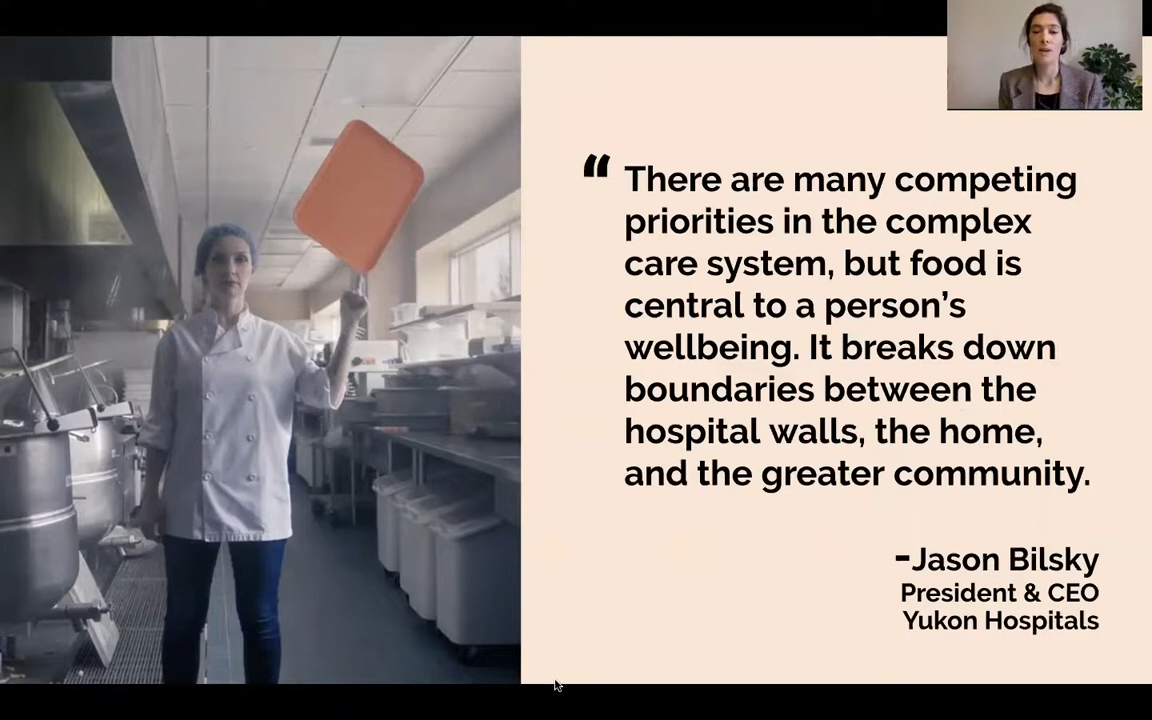 “ There are many competing
priorities in the complex
care system, but food is
central to a person’s
wellbeing. It breaks down
boundaries between the
hospital walls, the home,
and the greater community.
-Jason Bilsky
President & CEO
Yukon Hospitals